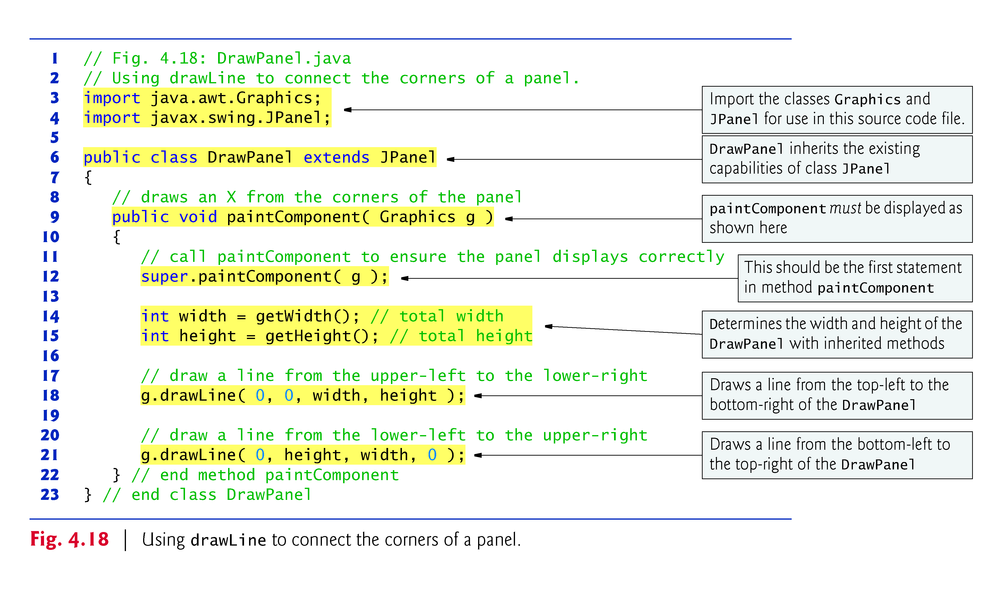 1 // Fig. 4.18: DrawPanel.java
2 // Using drawLine to connect the corners of a panel.
3 import java.awt.Graphics;
4 import javax.swing.JPanel;
5
6 public class DrawPanel extends JPanel
7 {
8 // draws an X from the corners of the panel
9 public void paintComponent( Graphics g )
10 {
11 // call paintComponent to ensure the panel displays correctly
12 super.paintComponent( g );
13
14 int width = getWidth(); // total width
15 int height = getHeight(); // total height
16
17 // draw a line from the upper-left to the lower-right
18 g.drawLine( 0, 0, width, height );
19
20 // draw a line from the lower-left to the upper-right
21 g.drawLine( 0, height, width, 0 );
22 } // end method paintComponent
23 } // end class DrawPanel
Import the classes Graphics and
JPanel for use in this source code file.
DrawPanel inherits the existing
capabilities of class JPanel
paintComponent must be displayed as
shown here
This should be the first statement
in method paintComponent
Determines the width and height of the
DrawPanel with inherited methods
Draws a line from the top-left to the
bottom-right of the DrawPanel
Draws a line from the bottom-left to
the top-right of the DrawPanel
Fig. 4.18 | Using drawLine to connect the corners of a panel.